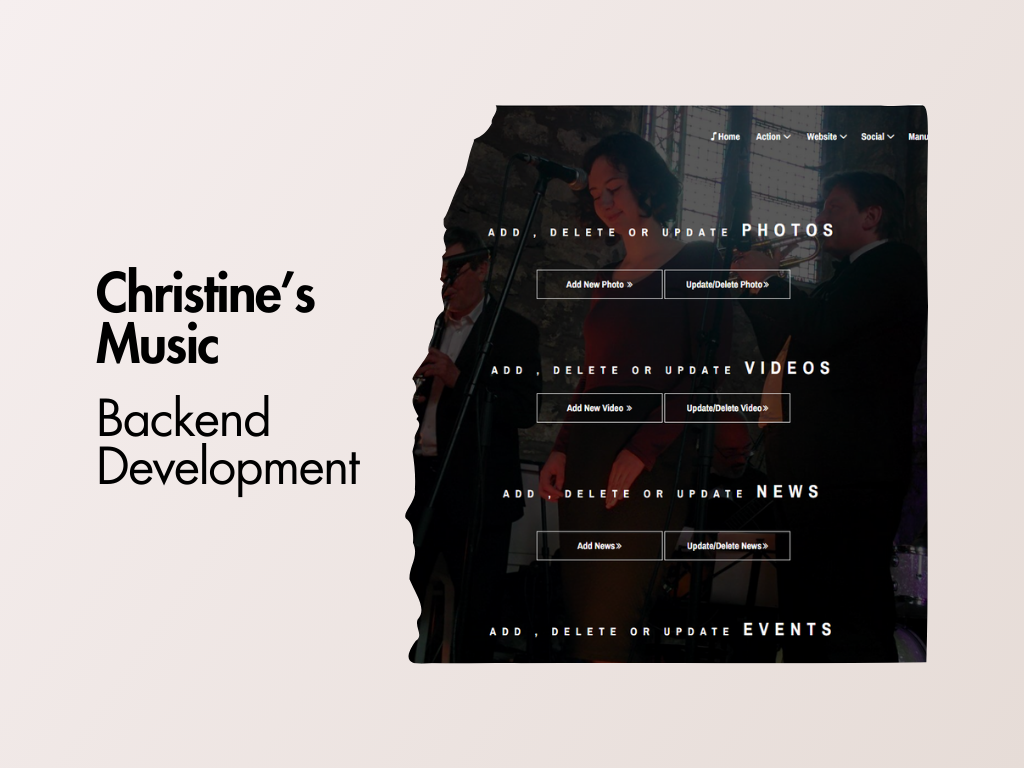 Christine’s
Music
Backend
Development
Home Action Website Social Manu
ADD , DELETE OR UPDATE PHOTOS
Add New Photo » Update/Delete Photo»
ADD , DELETE OR UPDATE VIDEOS
Add New Video » Update/Delete Video»
ADD , DELETE OR UPDATE NEWS
Add News» Update/Delete News»
ADD , DELETE OR UPDATE EVENTS